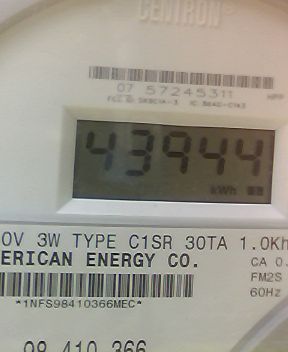 CENTRON®
07 57245311
43944
kWh
0V 3W TYPE C1SR 30TA 1.0Kh
ERICAN ENERGY CO.
CA 0.
FM2S
60Hz
*1NFS98410366MEC*
98 410 366